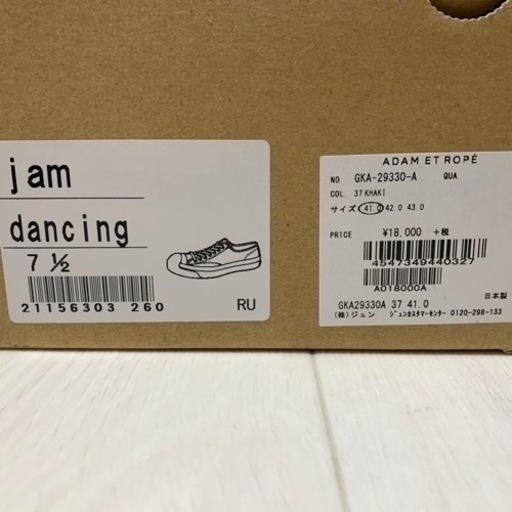 jam
dancing
7 ½
21156303 260
RU
ADAM ET ROPÉ
NO GKA-29330-A QUA
COL. 37 KHAKI
サイズ 41.0 42.0 43.0
PRICE ¥18,000 +税
4547349440327
A018000A
日本製
GKA29330A 37 41.0
(株)ジュン ジュンカスタマーセンター 0120-298-133